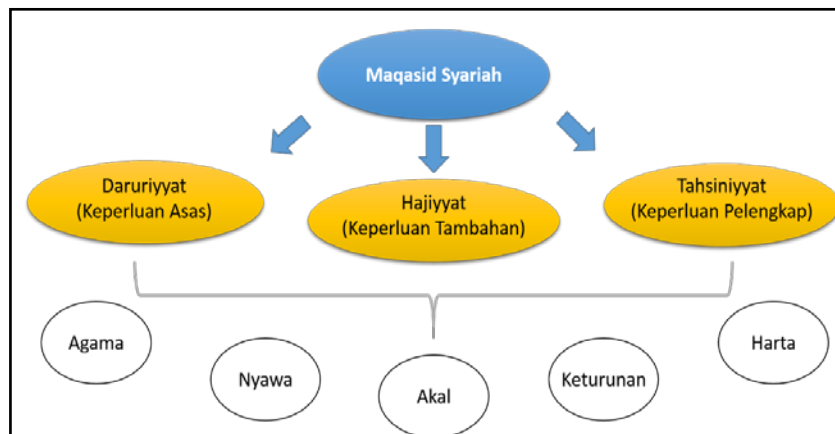 Maqasid Syariah
Daruriyyat
(Keperluan Asas)
Hajiyyat
(Keperluan Tambahan)
Tahsiniyyat
(Keperluan Pelengkap)
Agama
Nyawa
Akal
Keturunan
Harta